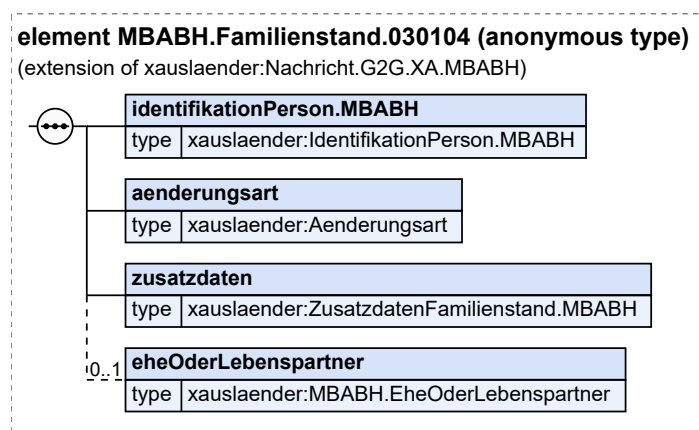 element MBABH.Familienstand.030104 (anonymous type)
(extension of xauslaender:Nachricht.G2G.XA.MBABH)
identifikationPerson.MBABH
type xauslaender:IdentifikationPerson.MBABH
aenderungsart
type xauslaender:Aenderungsart
zusatzdaten
type xauslaender:ZusatzdatenFamilienstand.MBABH
0..1 eheOderLebenspartner
type xauslaender:MBABH.EheOderLebenspartner